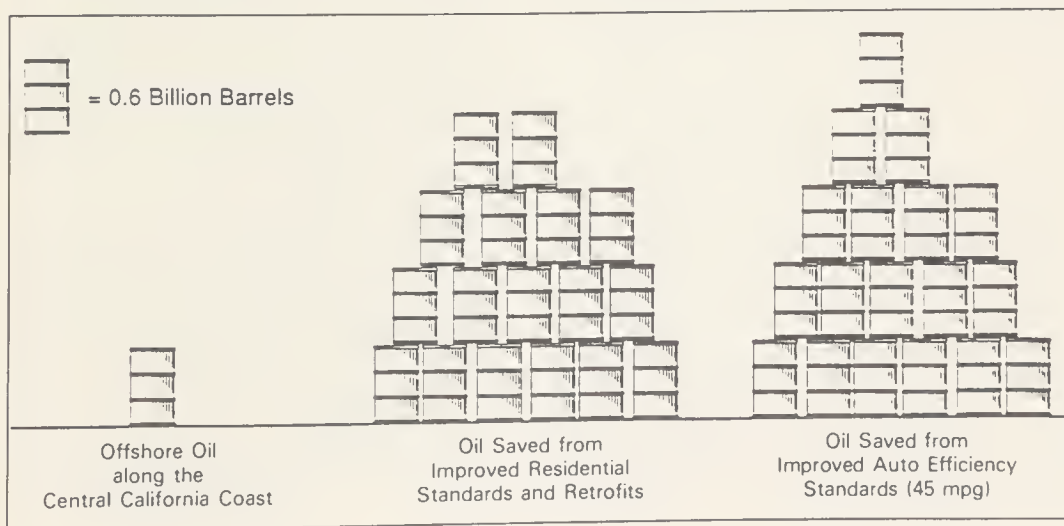 = 0.6 Billion Barrels
Offshore Oil
along the
Central California Coast
Oil Saved from
Improved Residential
Standards and Retrofits
Oil Saved from
Improved Auto Efficiency
Standards (45 mpg)